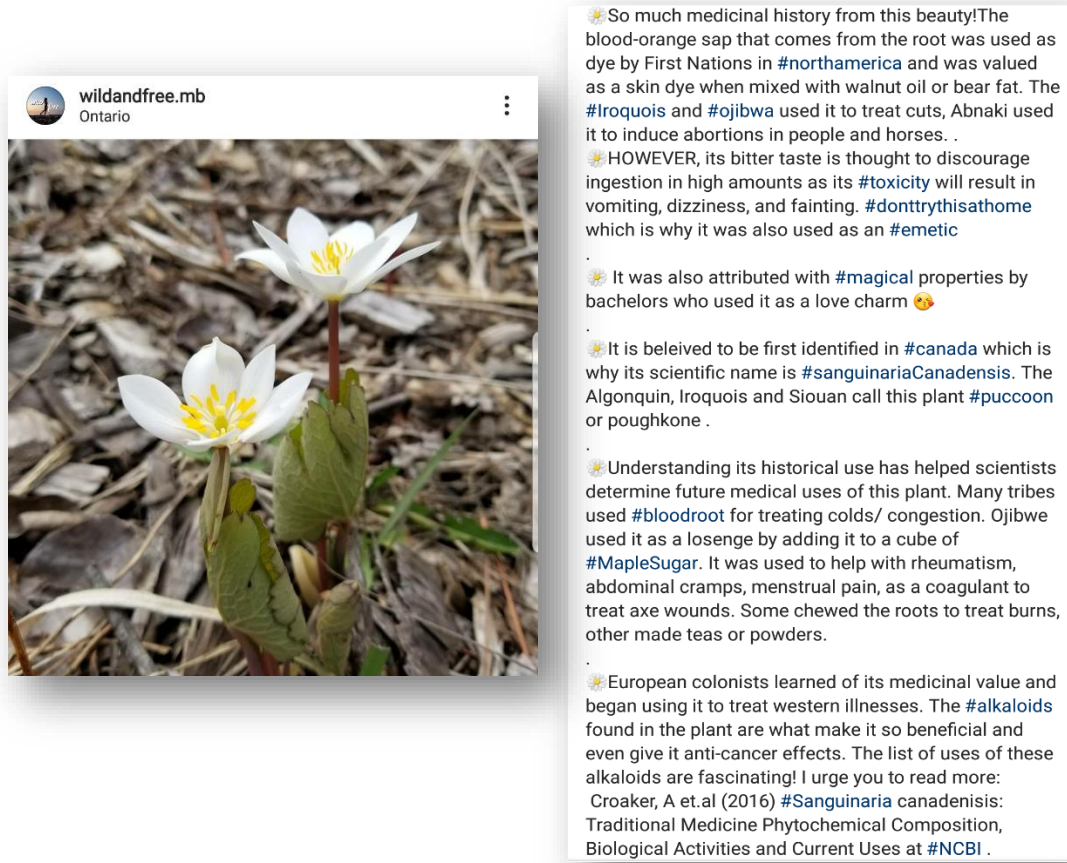 wildandfree.mb
Ontario
🌼So much medicinal history from this beauty!The
blood-orange sap that comes from the root was used as
dye by First Nations in #northamerica and was valued
as a skin dye when mixed with walnut oil or bear fat. The
#Iroquois and #ojibwa used it to treat cuts, Abnaki used
it to induce abortions in people and horses. .
🌼HOWEVER, its bitter taste is thought to discourage
ingestion in high amounts as its #toxicity will result in
vomiting, dizziness, and fainting. #donttrythisathome
which is why it was also used as an #emetic
.
🌼 It was also attributed with #magical properties by
bachelors who used it as a love charm 😘
.
🌼It is beleived to be first identified in #canada which is
why its scientific name is #sanguinariaCanadensis. The
Algonquin, Iroquois and Siouan call this plant #puccoon
or poughkone .
.
🌼Understanding its historical use has helped scientists
determine future medical uses of this plant. Many tribes
used #bloodroot for treating colds/ congestion. Ojibwe
used it as a losenge by adding it to a cube of
#MapleSugar. It was used to help with rheumatism,
abdominal cramps, menstrual pain, as a coagulant to
treat axe wounds. Some chewed the roots to treat burns,
other made teas or powders.
.
🌼European colonists learned of its medicinal value and
began using it to treat western illnesses. The #alkaloids
found in the plant are what make it so beneficial and
even give it anti-cancer effects. The list of uses of these
alkaloids are fascinating! I urge you to read more:
Croaker, A et.al (2016) #Sanguinaria canadenisis:
Traditional Medicine Phytochemical Composition,
Biological Activities and Current Uses at #NCBI .